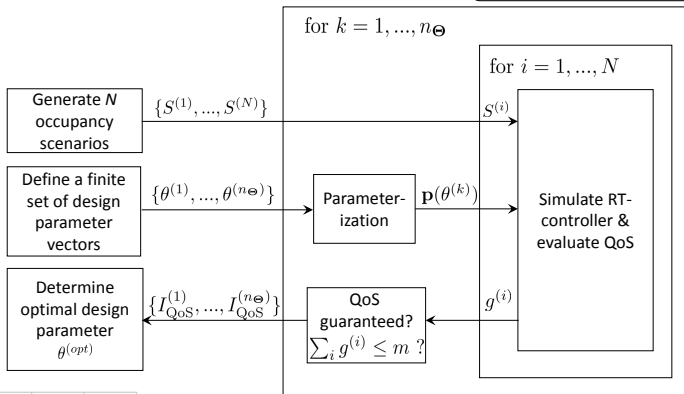 for k = 1, ..., n_Θ
for i = 1, ..., N
Generate N
occupancy
scenarios
{S^(1), ..., S^(N)}
S^(i)
Define a finite
set of design
parameter
vectors
{θ^(1), ..., θ^(n_Θ)}
Parameter-
ization
p(θ^(k))
Simulate RT-
controller &
evaluate QoS
Determine
optimal design
parameter
θ^(opt)
{I_QoS^(1), ..., I_QoS^(n_Θ)}
QoS
guaranteed?
∑_i g^(i) ≤ m ?
g^(i)